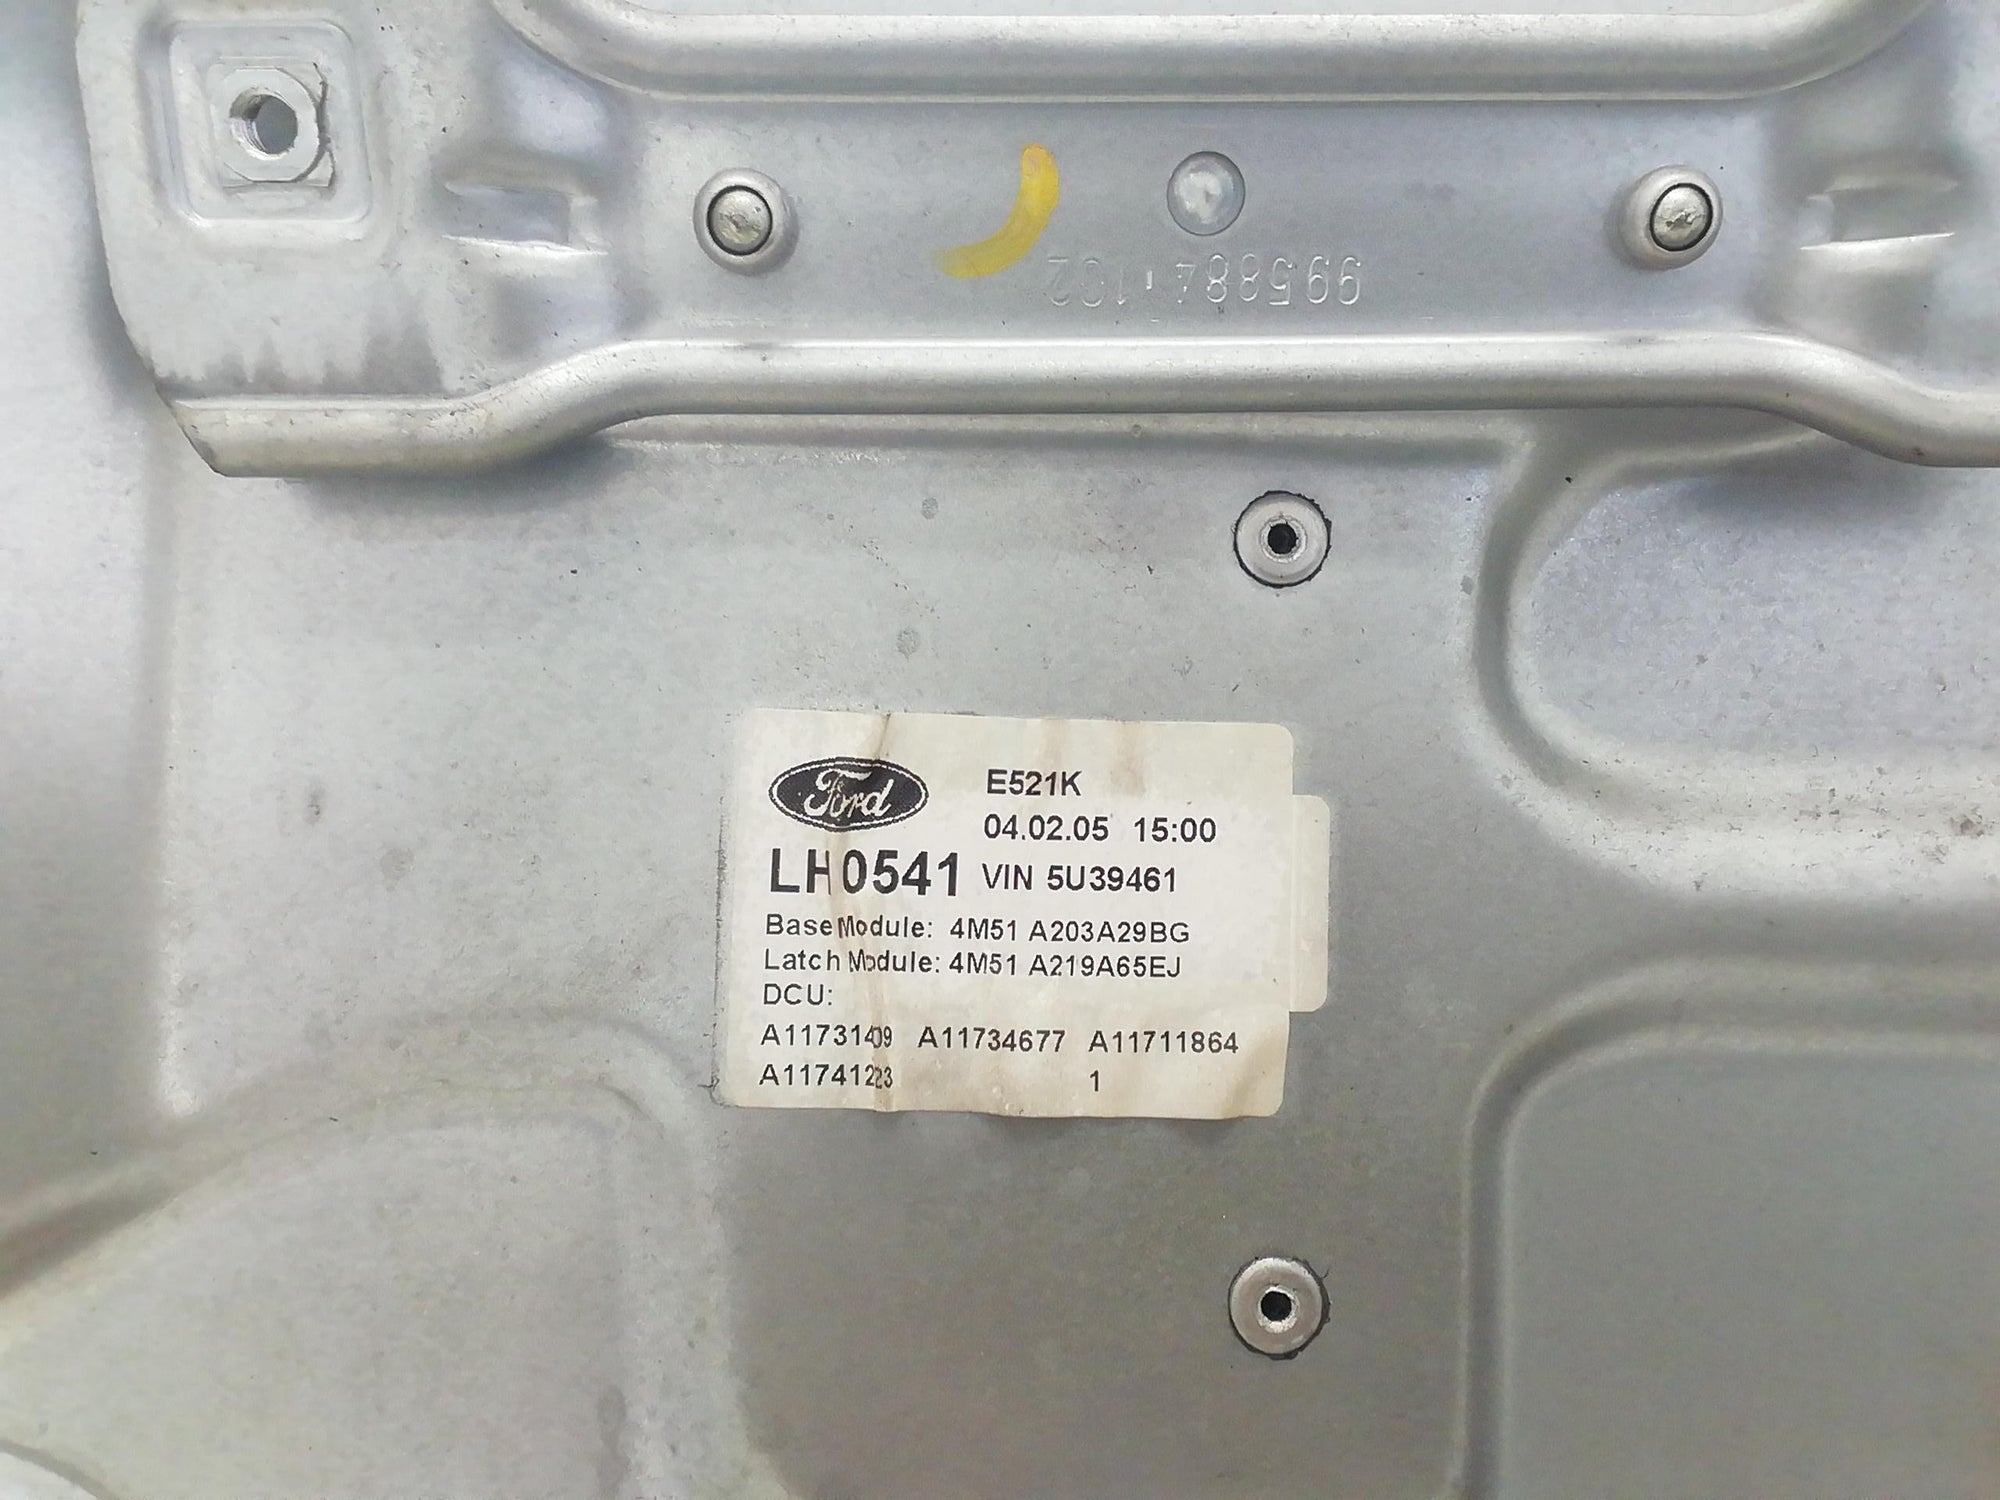 995884-102
Ford
E521K
04.02.05 15:00
LH0541 VIN 5U39461
Base Module: 4M51 A203A29BG
Latch Module: 4M51 A219A65EJ
DCU:
A11731409 A11734677 A11711864
A11741223 1